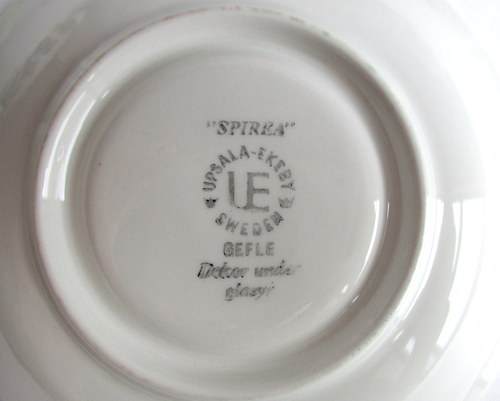 "SPIREA"
UPSALA-EKEBY
UE
SWEDEN
GEFLE
Dekor under
glasyr